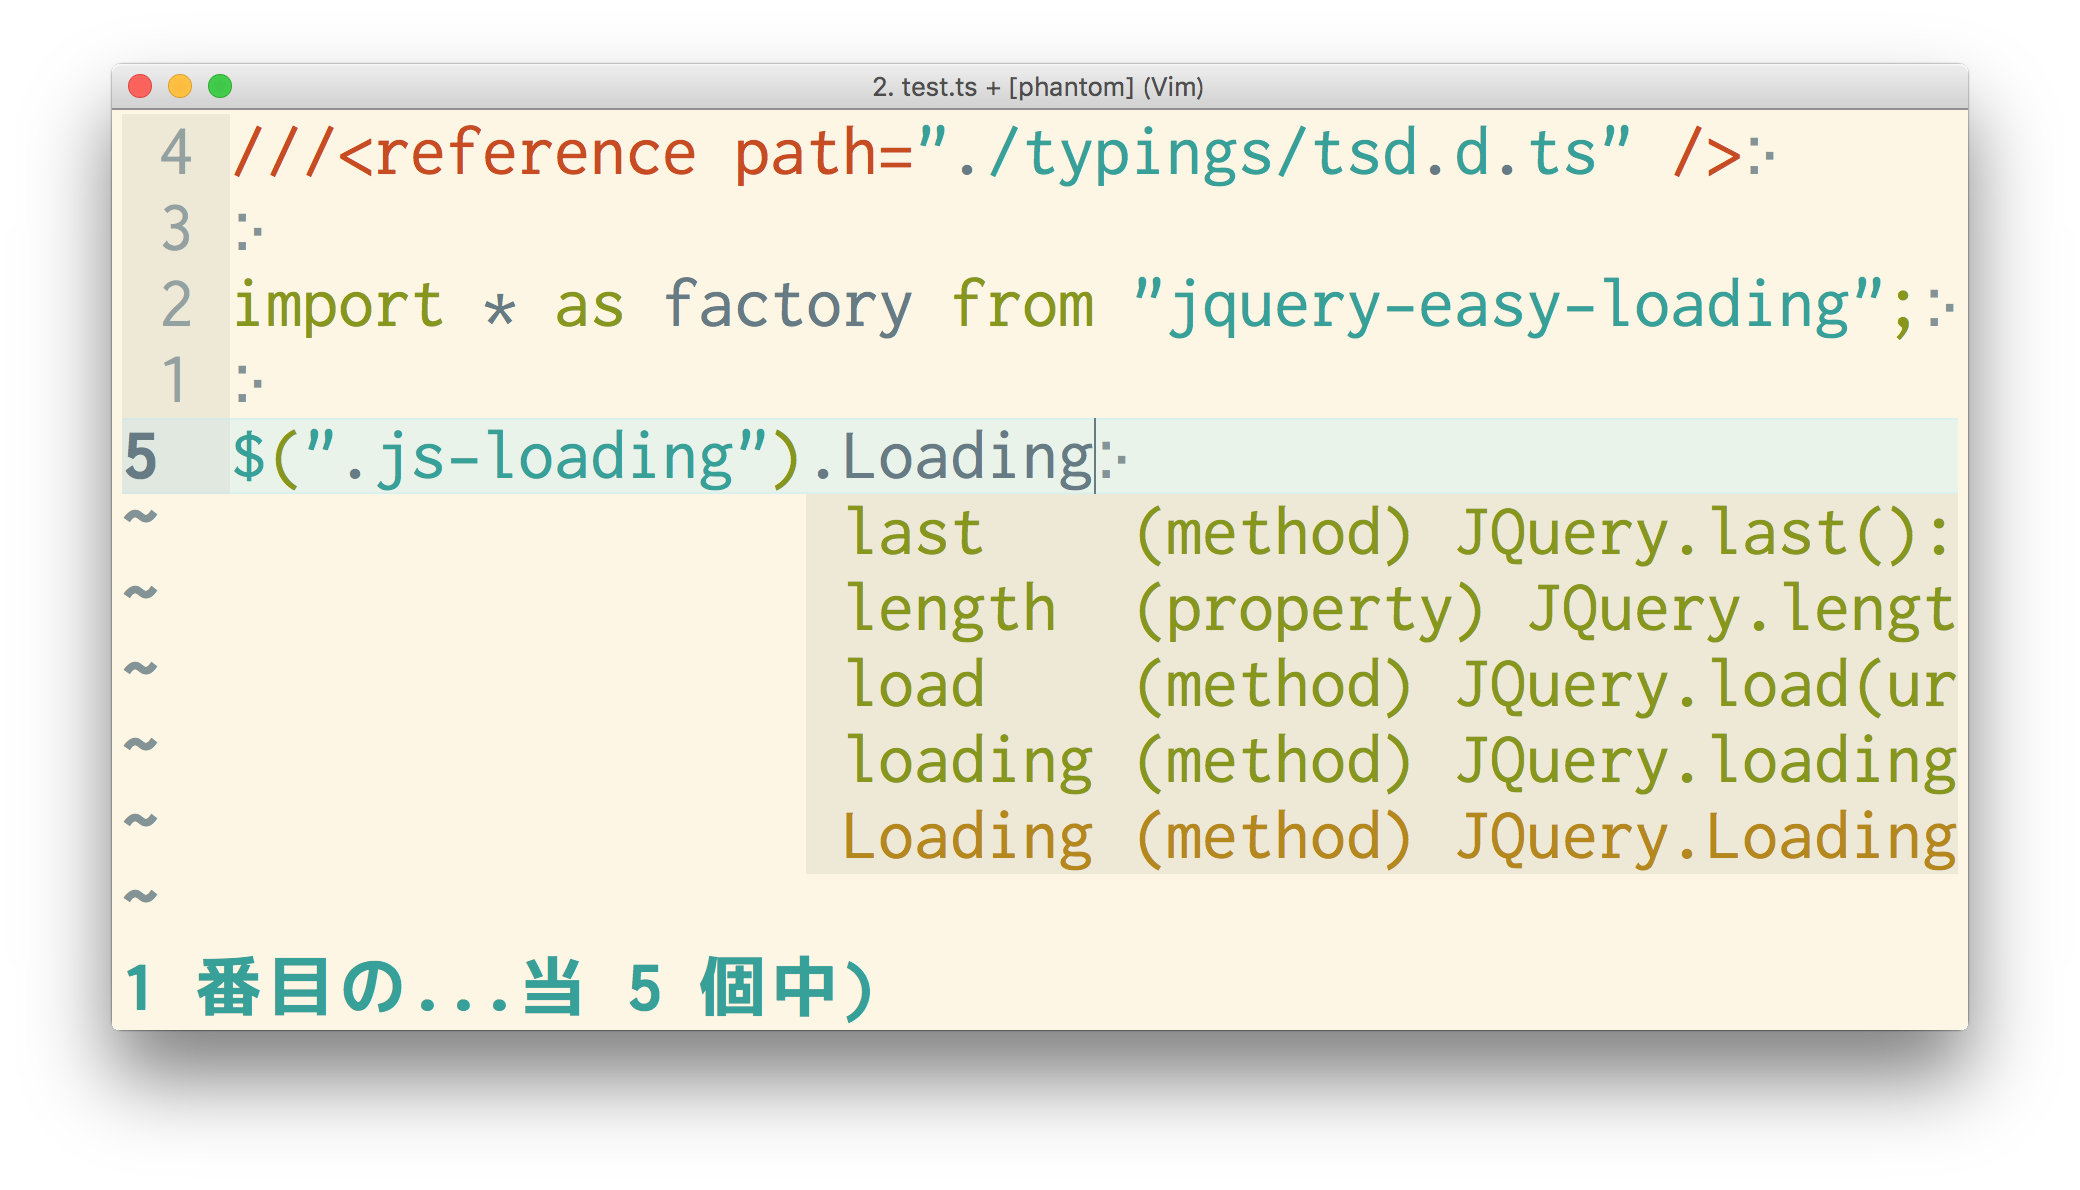 2. test.ts + [phantom] (Vim)
4 ///<reference path="./typings/tsd.d.ts" />
3
2 import * as factory from "jquery-easy-loading";
1
5 $(".js-loading").Loading
~ last (method) JQuery.last():
~ length (property) JQuery.lengt
~ load (method) JQuery.load(ur
~ loading (method) JQuery.loading
~ Loading (method) JQuery.Loading
~
1 番目の...当 5 個中)